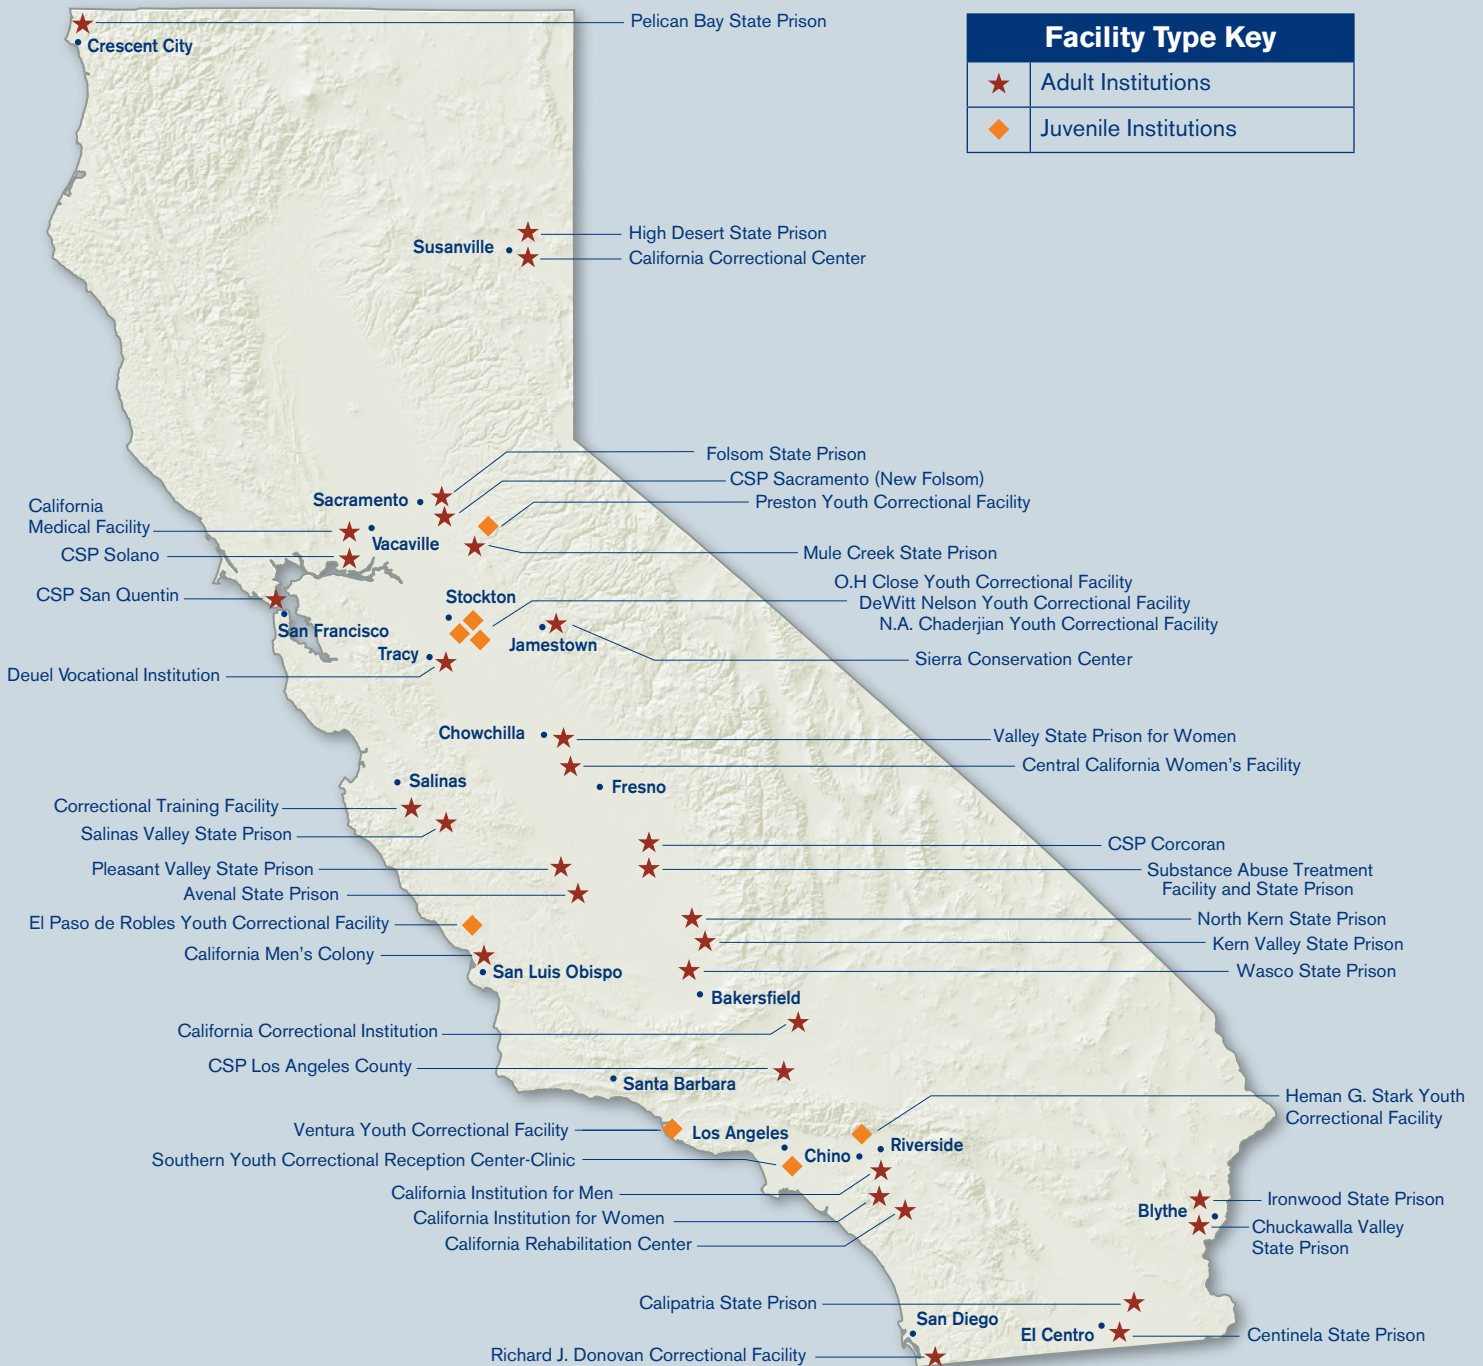 Pelican Bay State Prison
Crescent City
Facility Type Key
Adult Institutions
Juvenile Institutions
High Desert State Prison
Susanville
California Correctional Center
Folsom State Prison
CSP Sacramento (New Folsom)
Sacramento
Preston Youth Correctional Facility
California
Medical Facility
Vacaville
CSP Solano
Mule Creek State Prison
O.H Close Youth Correctional Facility
DeWitt Nelson Youth Correctional Facility
N.A. Chaderjian Youth Correctional Facility
CSP San Quentin
Stockton
San Francisco
Jamestown
Tracy
Sierra Conservation Center
Deuel Vocational Institution
Chowchilla
Valley State Prison for Women
Central California Women's Facility
Salinas
Fresno
Correctional Training Facility
Salinas Valley State Prison
CSP Corcoran
Pleasant Valley State Prison
Substance Abuse Treatment
Facility and State Prison
Avenal State Prison
El Paso de Robles Youth Correctional Facility
North Kern State Prison
Kern Valley State Prison
California Men's Colony
San Luis Obispo
Wasco State Prison
Bakersfield
California Correctional Institution
CSP Los Angeles County
Santa Barbara
Heman G. Stark Youth
Correctional Facility
Ventura Youth Correctional Facility
Los Angeles
Chino
Riverside
Southern Youth Correctional Reception Center-Clinic
California Institution for Men
California Institution for Women
California Rehabilitation Center
Ironwood State Prison
Blythe
Chuckawalla Valley
State Prison
Calipatria State Prison
San Diego
El Centro
Centinela State Prison
Richard J. Donovan Correctional Facility